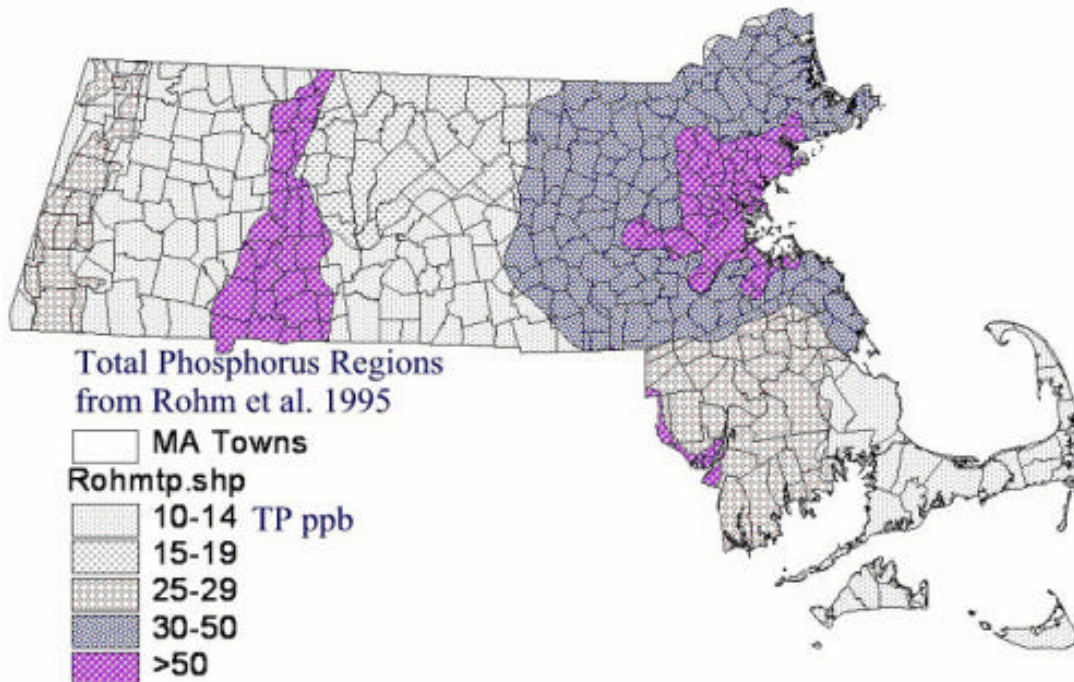 Total Phosphorus Regions
from Rohm et al. 1995
MA Towns
Rohmtp.shp
10-14 TP ppb
15-19
25-29
30-50
>50